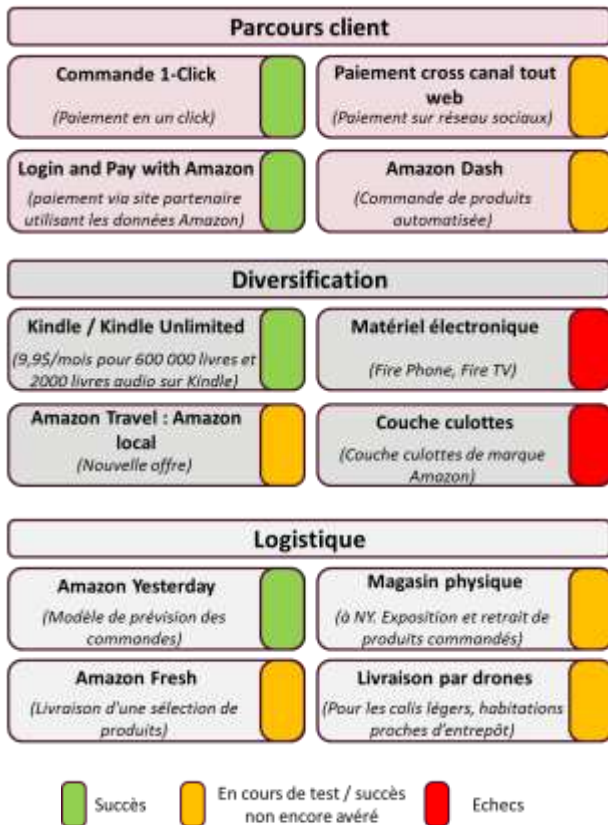 Parcours client
Commande 1-Click
(Paiement en un click)
Paiement cross canal tout
web
(Paiement sur réseau sociaux)
Login and Pay with Amazon
(paiement via site partenaire
utilisant les données Amazon)
Amazon Dash
(Commande de produits
automatisée)
Diversification
Kindle / Kindle Unlimited
(9,9$/mois pour 600 000 livres et
2000 livres audio sur Kindle)
Matériel électronique
(Fire Phone, Fire TV)
Amazon Travel : Amazon
local
(Nouvelle offre)
Couche culottes
(Couche culottes de marque
Amazon)
Logistique
Amazon Yesterday
(Modèle de prévision des
commandes)
Magasin physique
(à NY. Exposition et retrait de
produits commandés)
Amazon Fresh
(Livraison d'une sélection de
produits)
Livraison par drones
(Pour les colis légers, habitations
proches d'entrepôt)
Succès
En cours de test / succès
non encore avéré
Echecs